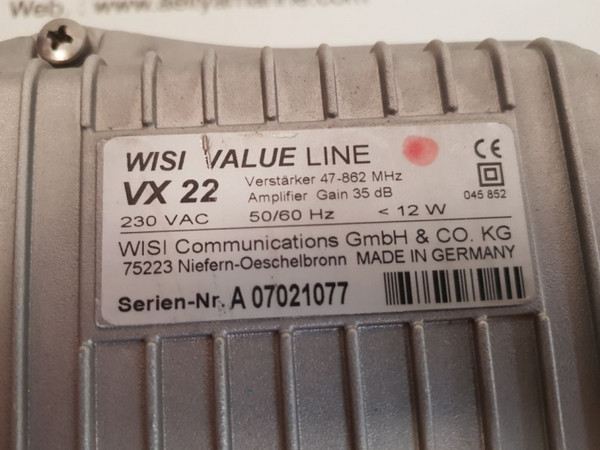 WISI VALUE LINE
VX 22
Verstärker 47-862 MHz
Amplifier Gain 35 dB
CE
045 852
230 VAC 50/60 Hz < 12 W
WISI Communications GmbH & CO. KG
75223 Niefern-Oeschelbronn MADE IN GERMANY
Serien-Nr. A 07021077